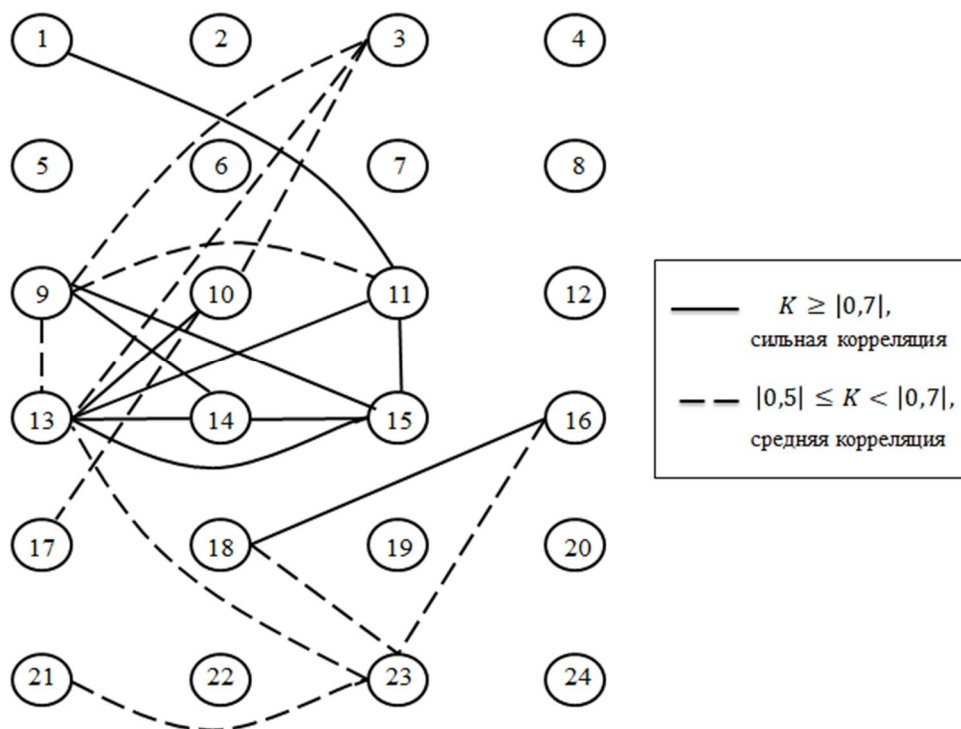 1 2 3 4
5 6 7 8
9 10 11 12
13 14 15 16
17 18 19 20
21 22 23 24
K ≥ |0,7|,
сильная корреляция
|0,5| ≤ K < |0,7|,
средняя корреляция